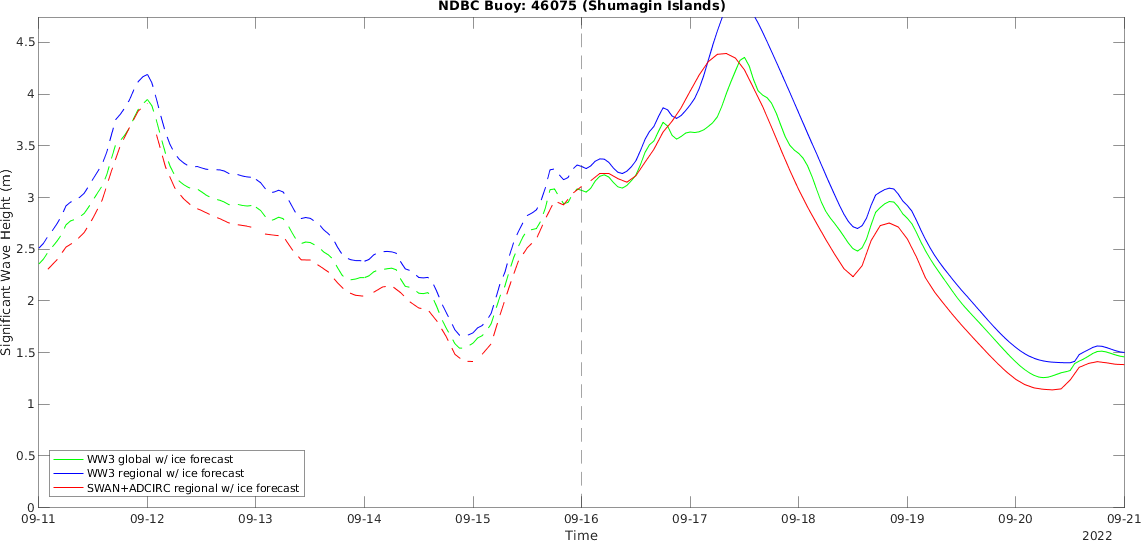 NDBC Buoy: 46075 (Shumagin Islands)
Significant Wave Height (m)
4.5
4
3.5
3
2.5
2
1.5
1
0.5
0
WW3 global w/ ice forecast
WW3 regional w/ ice forecast
SWAN+ADCIRC regional w/ ice forecast
09-11 09-12 09-13 09-14 09-15 09-16 09-17 09-18 09-19 09-20 09-21
Time
2022